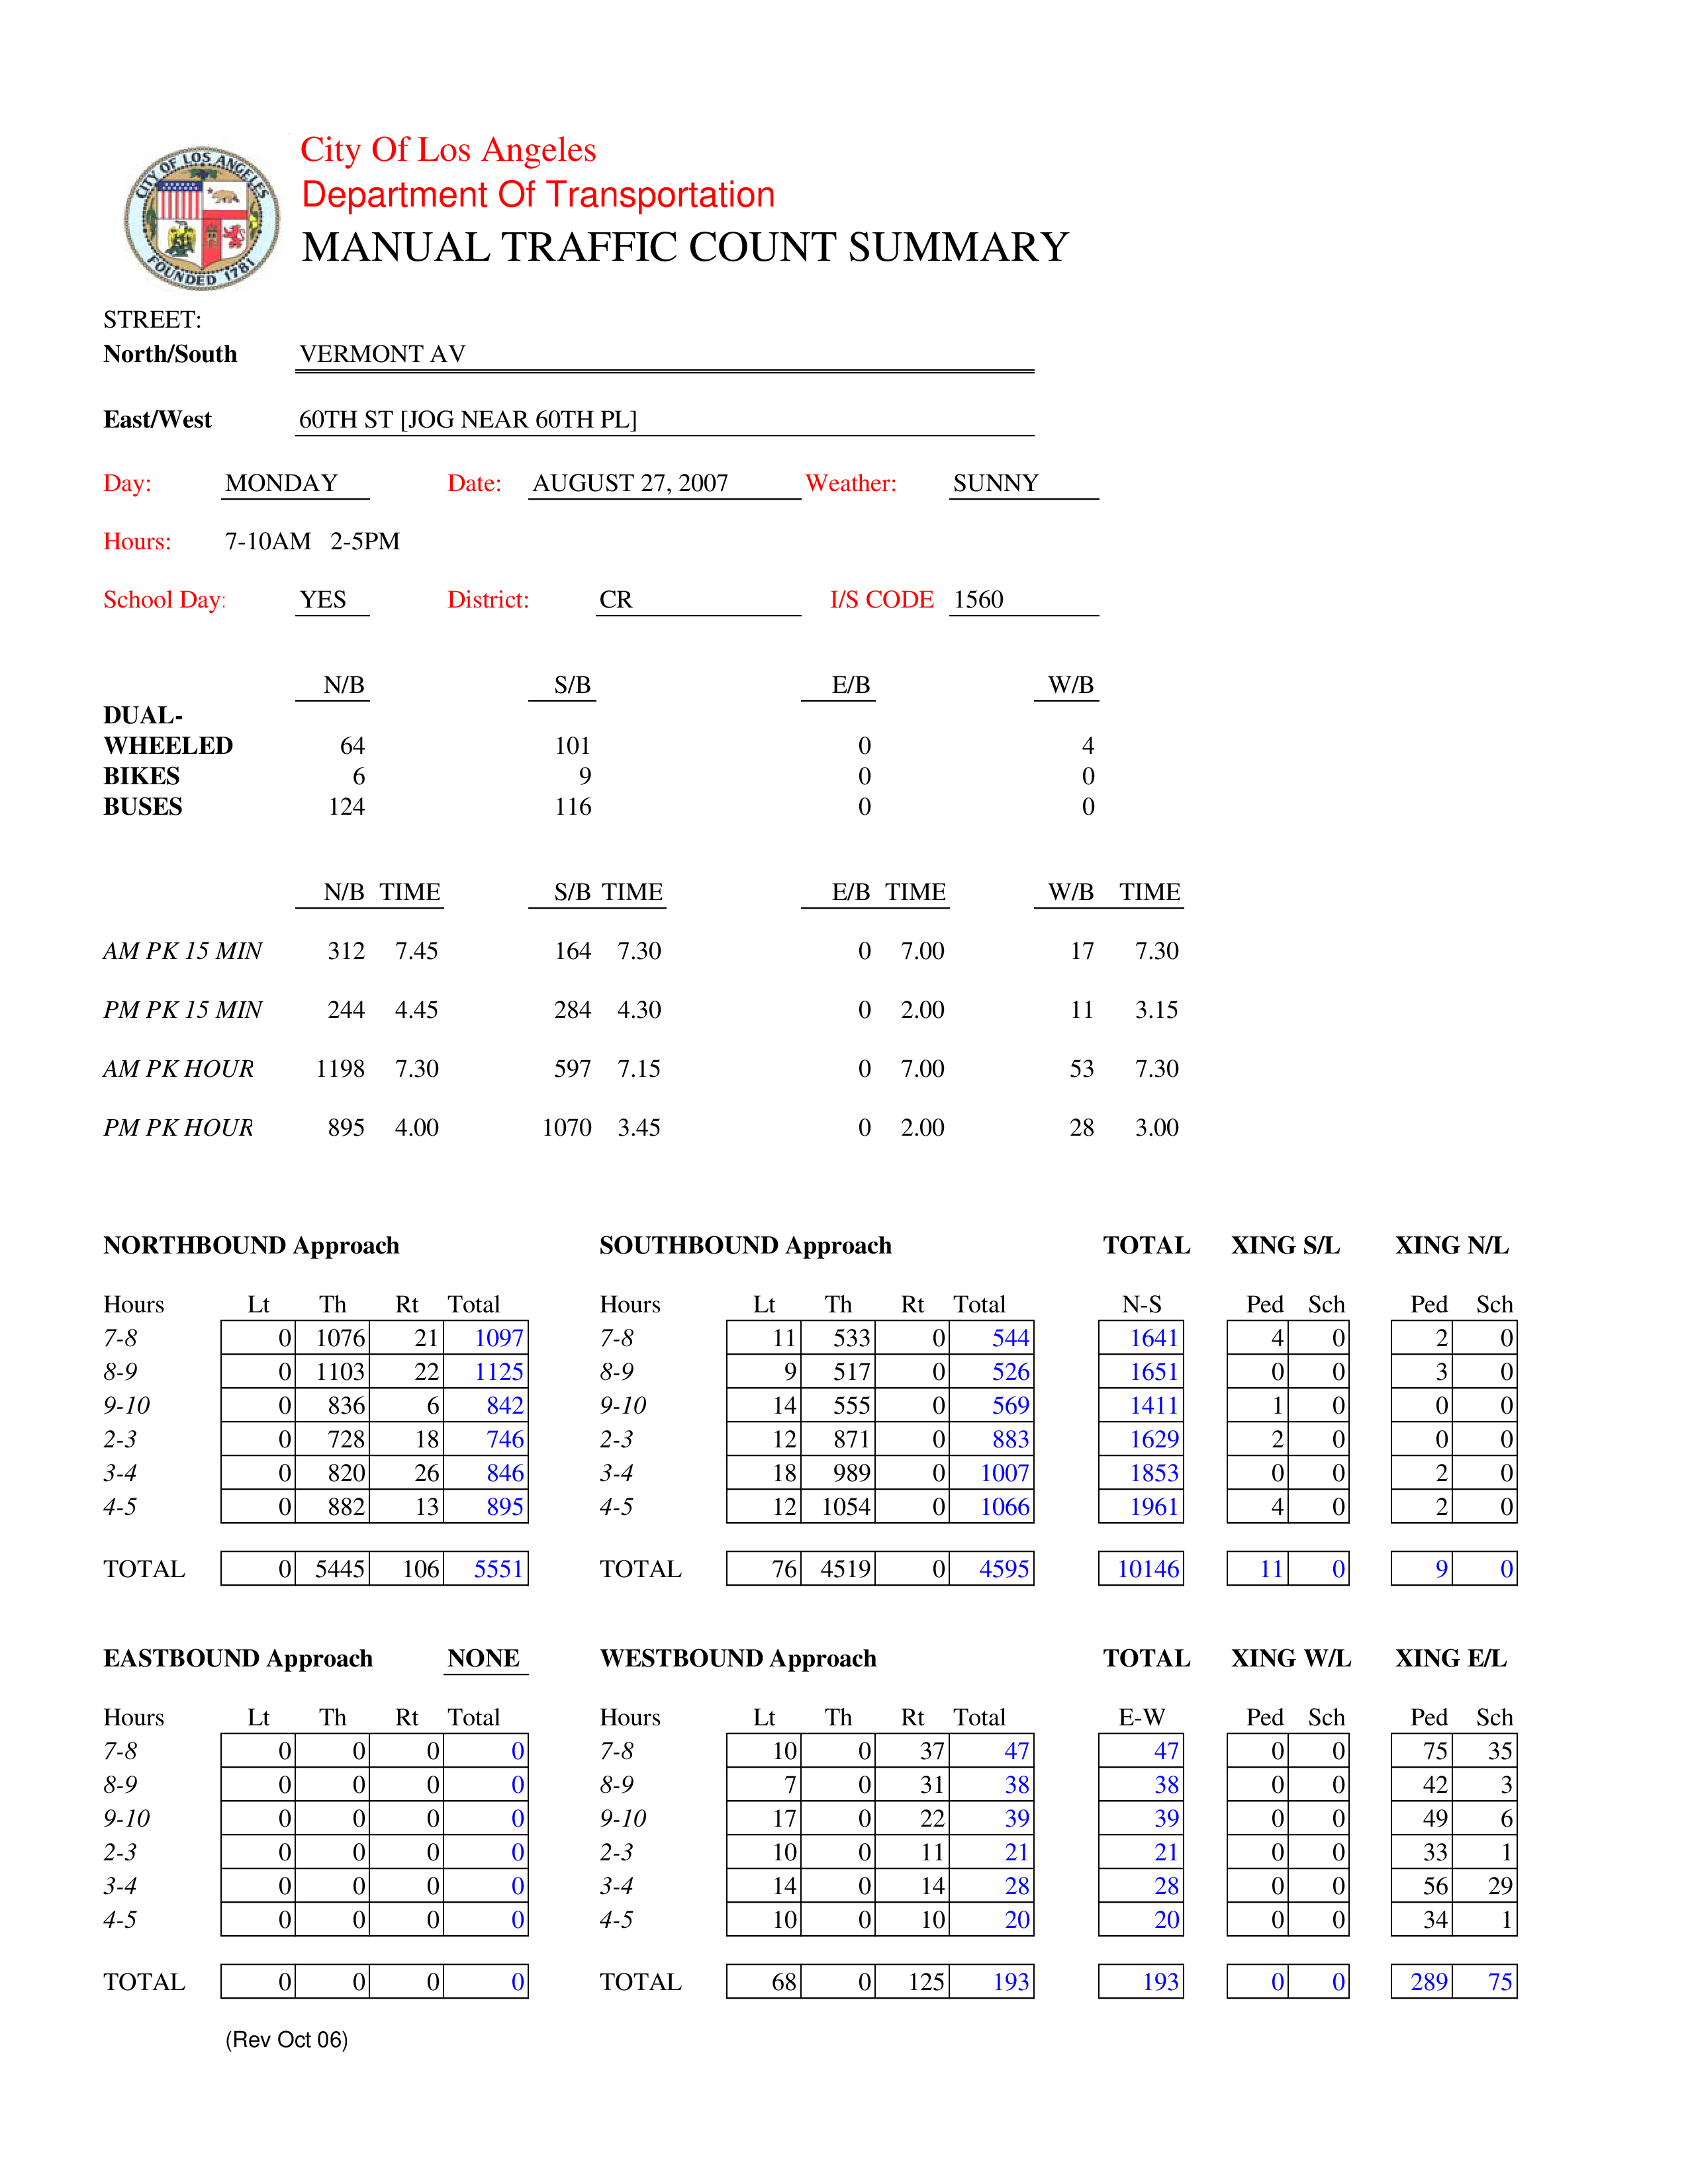 CITY OF LOS ANGELES
FOUNDED 1781
City Of Los Angeles
Department Of Transportation
MANUAL TRAFFIC COUNT SUMMARY
STREET:
North/South VERMONT AV
East/West 60TH ST [JOG NEAR 60TH PL]
Day: MONDAY Date: AUGUST 27, 2007 Weather: SUNNY
Hours: 7-10AM 2-5PM
School Day: YES District: CR I/S CODE 1560
N/B S/B E/B W/B
DUAL-
WHEELED 64 101 0 4
BIKES 6 9 0 0
BUSES 124 116 0 0
N/B TIME S/B TIME E/B TIME W/B TIME
AM PK 15 MIN 312 7.45 164 7.30 0 7.00 17 7.30
PM PK 15 MIN 244 4.45 284 4.30 0 2.00 11 3.15
AM PK HOUR 1198 7.30 597 7.15 0 7.00 53 7.30
PM PK HOUR 895 4.00 1070 3.45 0 2.00 28 3.00
NORTHBOUND Approach SOUTHBOUND Approach TOTAL XING S/L XING N/L
Hours Lt Th Rt Total Hours Lt Th Rt Total N-S Ped Sch Ped Sch
7-8 0 1076 21 1097 7-8 11 533 0 544 1641 4 0 2 0
8-9 0 1103 22 1125 8-9 9 517 0 526 1651 0 0 3 0
9-10 0 836 6 842 9-10 14 555 0 569 1411 1 0 0 0
2-3 0 728 18 746 2-3 12 871 0 883 1629 2 0 0 0
3-4 0 820 26 846 3-4 18 989 0 1007 1853 0 0 2 0
4-5 0 882 13 895 4-5 12 1054 0 1066 1961 4 0 2 0
TOTAL 0 5445 106 5551 TOTAL 76 4519 0 4595 10146 11 0 9 0
EASTBOUND Approach NONE WESTBOUND Approach TOTAL XING W/L XING E/L
Hours Lt Th Rt Total Hours Lt Th Rt Total E-W Ped Sch Ped Sch
7-8 0 0 0 0 7-8 10 0 37 47 47 0 0 75 35
8-9 0 0 0 0 8-9 7 0 31 38 38 0 0 42 3
9-10 0 0 0 0 9-10 17 0 22 39 39 0 0 49 6
2-3 0 0 0 0 2-3 10 0 11 21 21 0 0 33 1
3-4 0 0 0 0 3-4 14 0 14 28 28 0 0 56 29
4-5 0 0 0 0 4-5 10 0 10 20 20 0 0 34 1
TOTAL 0 0 0 0 TOTAL 68 0 125 193 193 0 0 289 75
(Rev Oct 06)